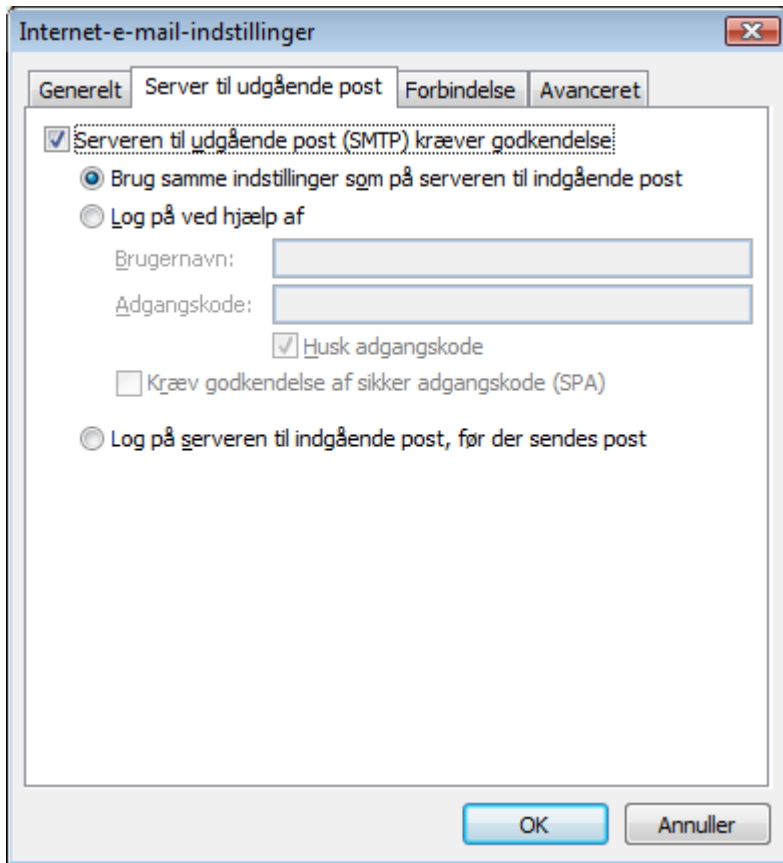 Internet-e-mail-indstillinger
Generelt Server til udgående post Forbindelse Avanceret
Serveren til udgående post (SMTP) kræver godkendelse
Brug samme indstillinger som på serveren til indgående post
Log på ved hjælp af
Brugernavn:
Adgangskode:
Husk adgangskode
Kræv godkendelse af sikker adgangskode (SPA)
Log på serveren til indgående post, før der sendes post
OK Annuller